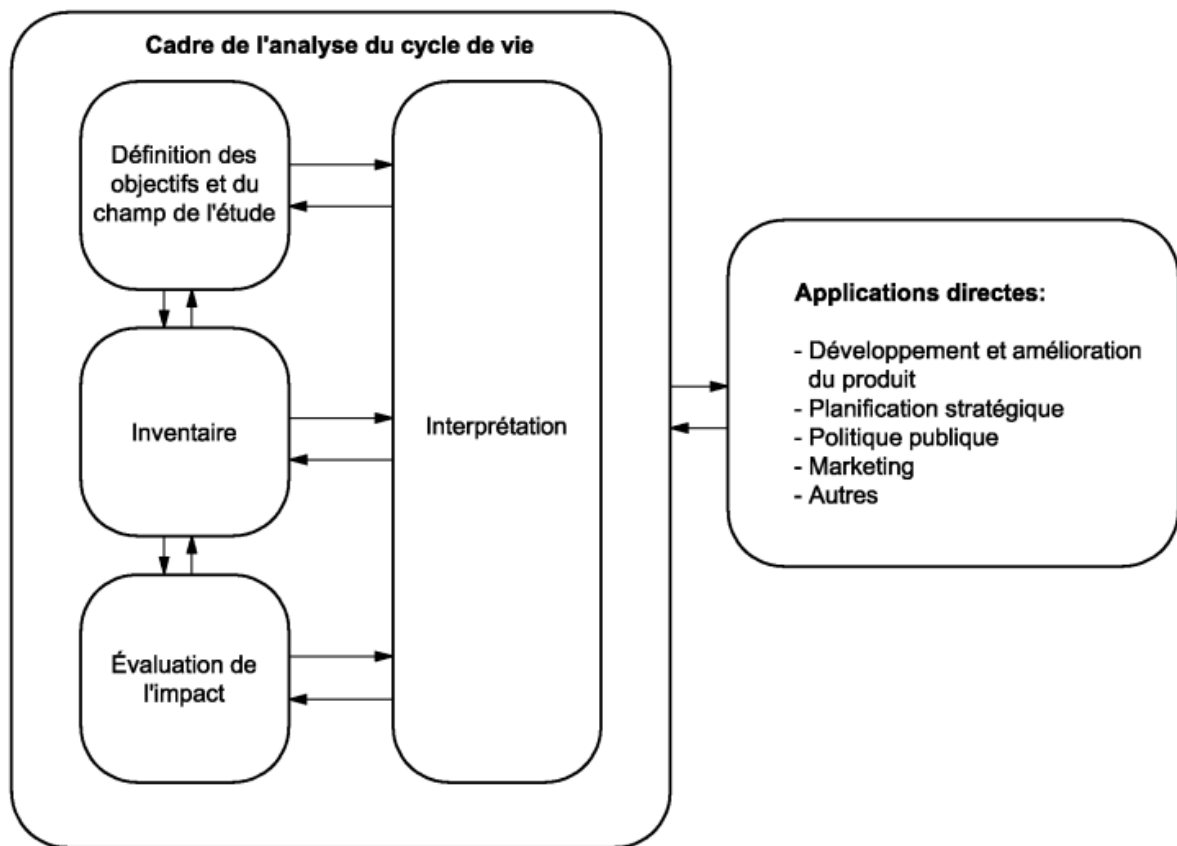 Cadre de l'analyse du cycle de vie
Définition des
objectifs et du
champ de l'étude
Inventaire
Évaluation de
l'impact
Interprétation
Applications directes:
- Développement et amélioration
du produit
- Planification stratégique
- Politique publique
- Marketing
- Autres